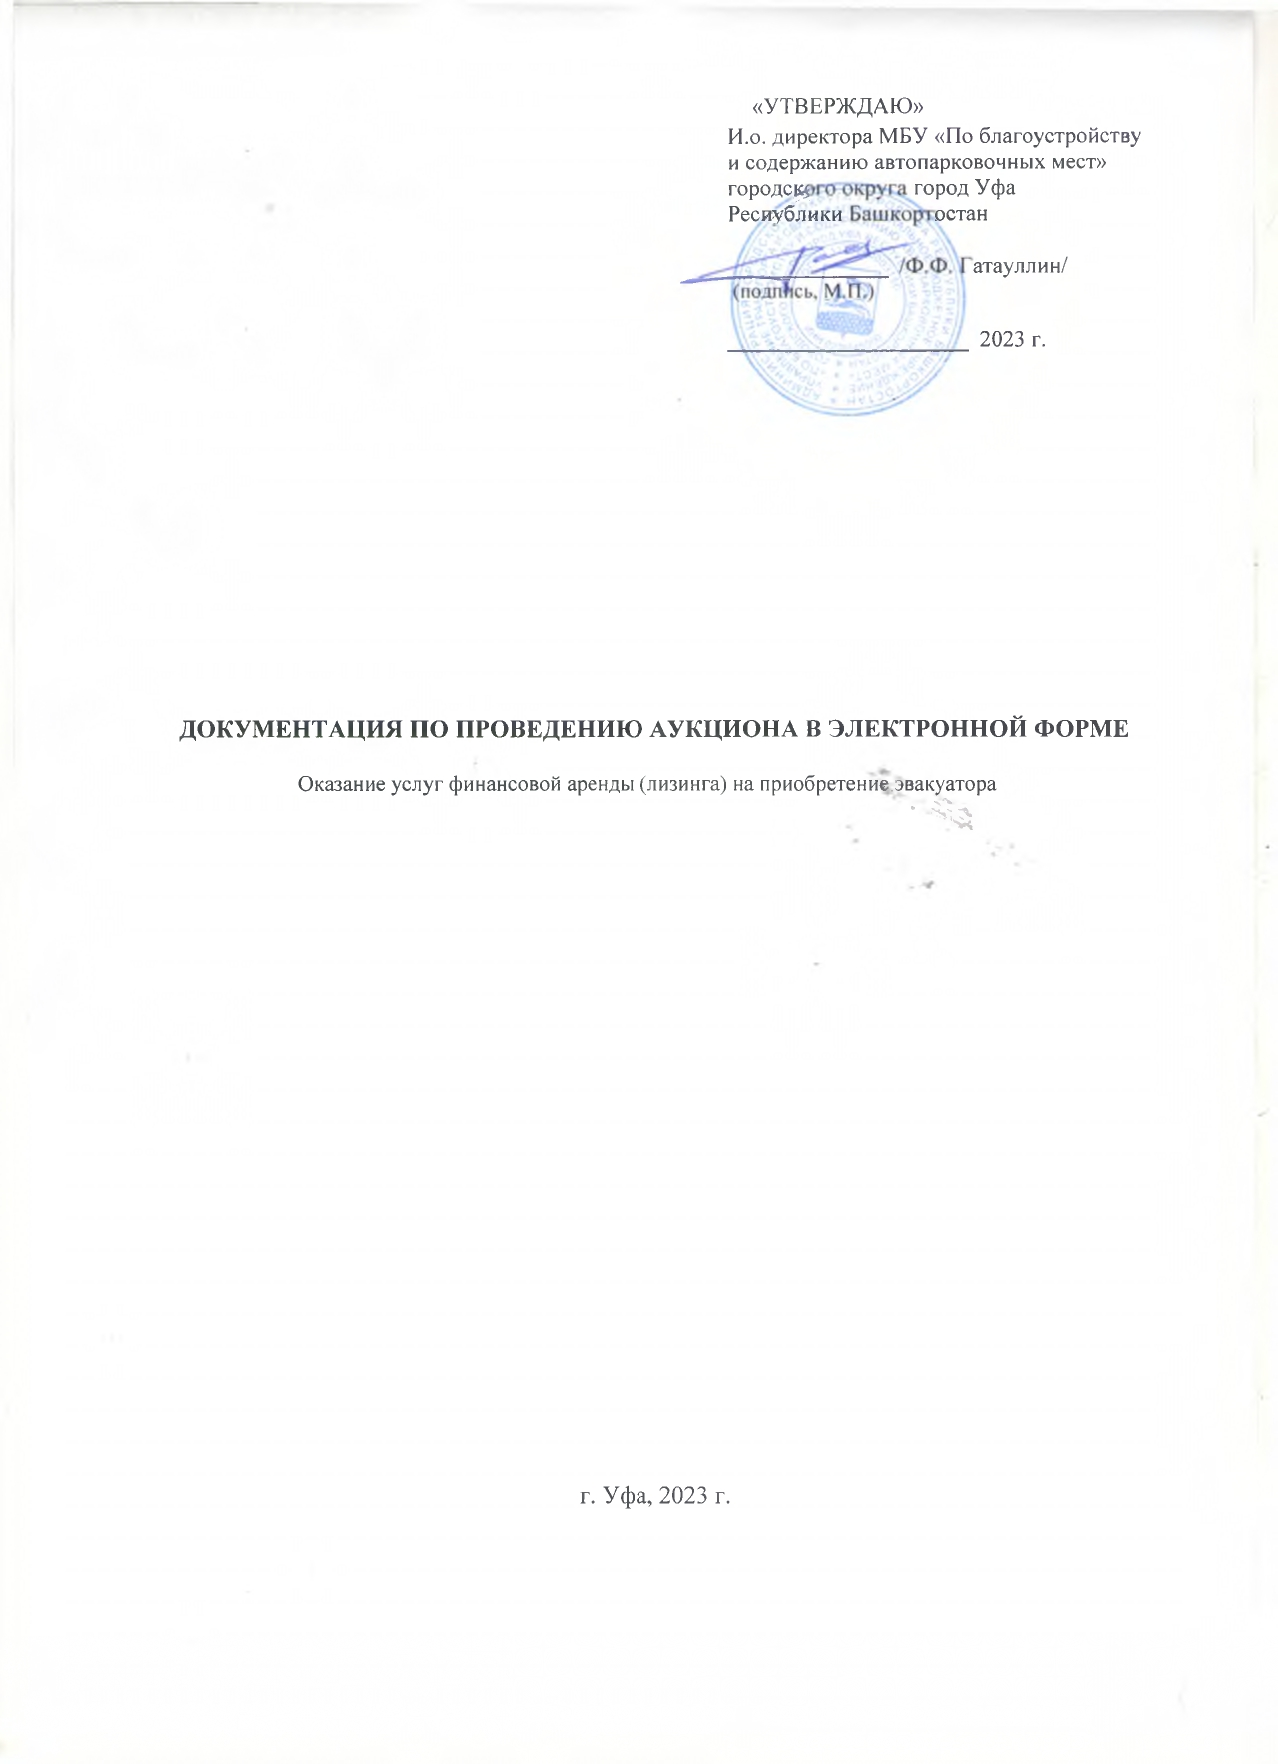 «УТВЕРЖДАЮ»
И.о. директора МБУ «По благоустройству
и содержанию автопарковочных мест»
городского округа город Уфа
Республики Башкортостан
/Ф.Ф. Гатауллин/
(подпись, М.П.)
2023 г.
ДОКУМЕНТАЦИЯ ПО ПРОВЕДЕНИЮ АУКЦИОНА В ЭЛЕКТРОННОЙ ФОРМЕ
Оказание услуг финансовой аренды (лизинга) на приобретение эвакуатора
г. Уфа, 2023 г.